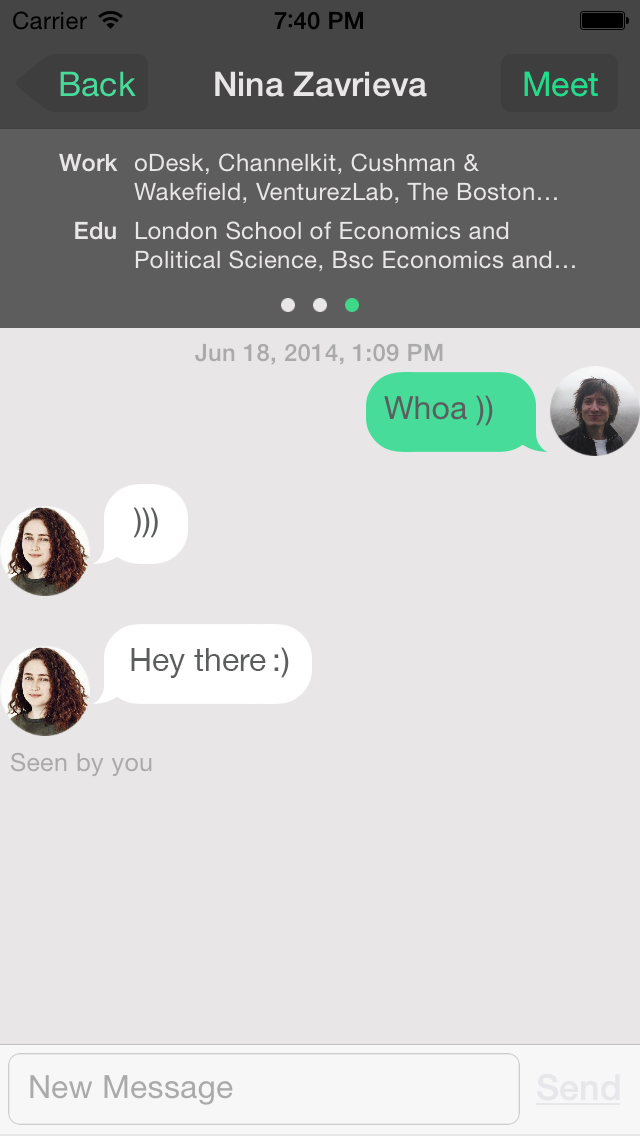 Carrier 7:40 PM
Back Nina Zavrieva Meet
Work oDesk, Channelkit, Cushman &
Wakefield, VenturezLab, The Boston…
Edu London School of Economics and
Political Science, Bsc Economics and…
Jun 18, 2014, 1:09 PM
Whoa ))
)))
Hey there :)
Seen by you
New Message Send